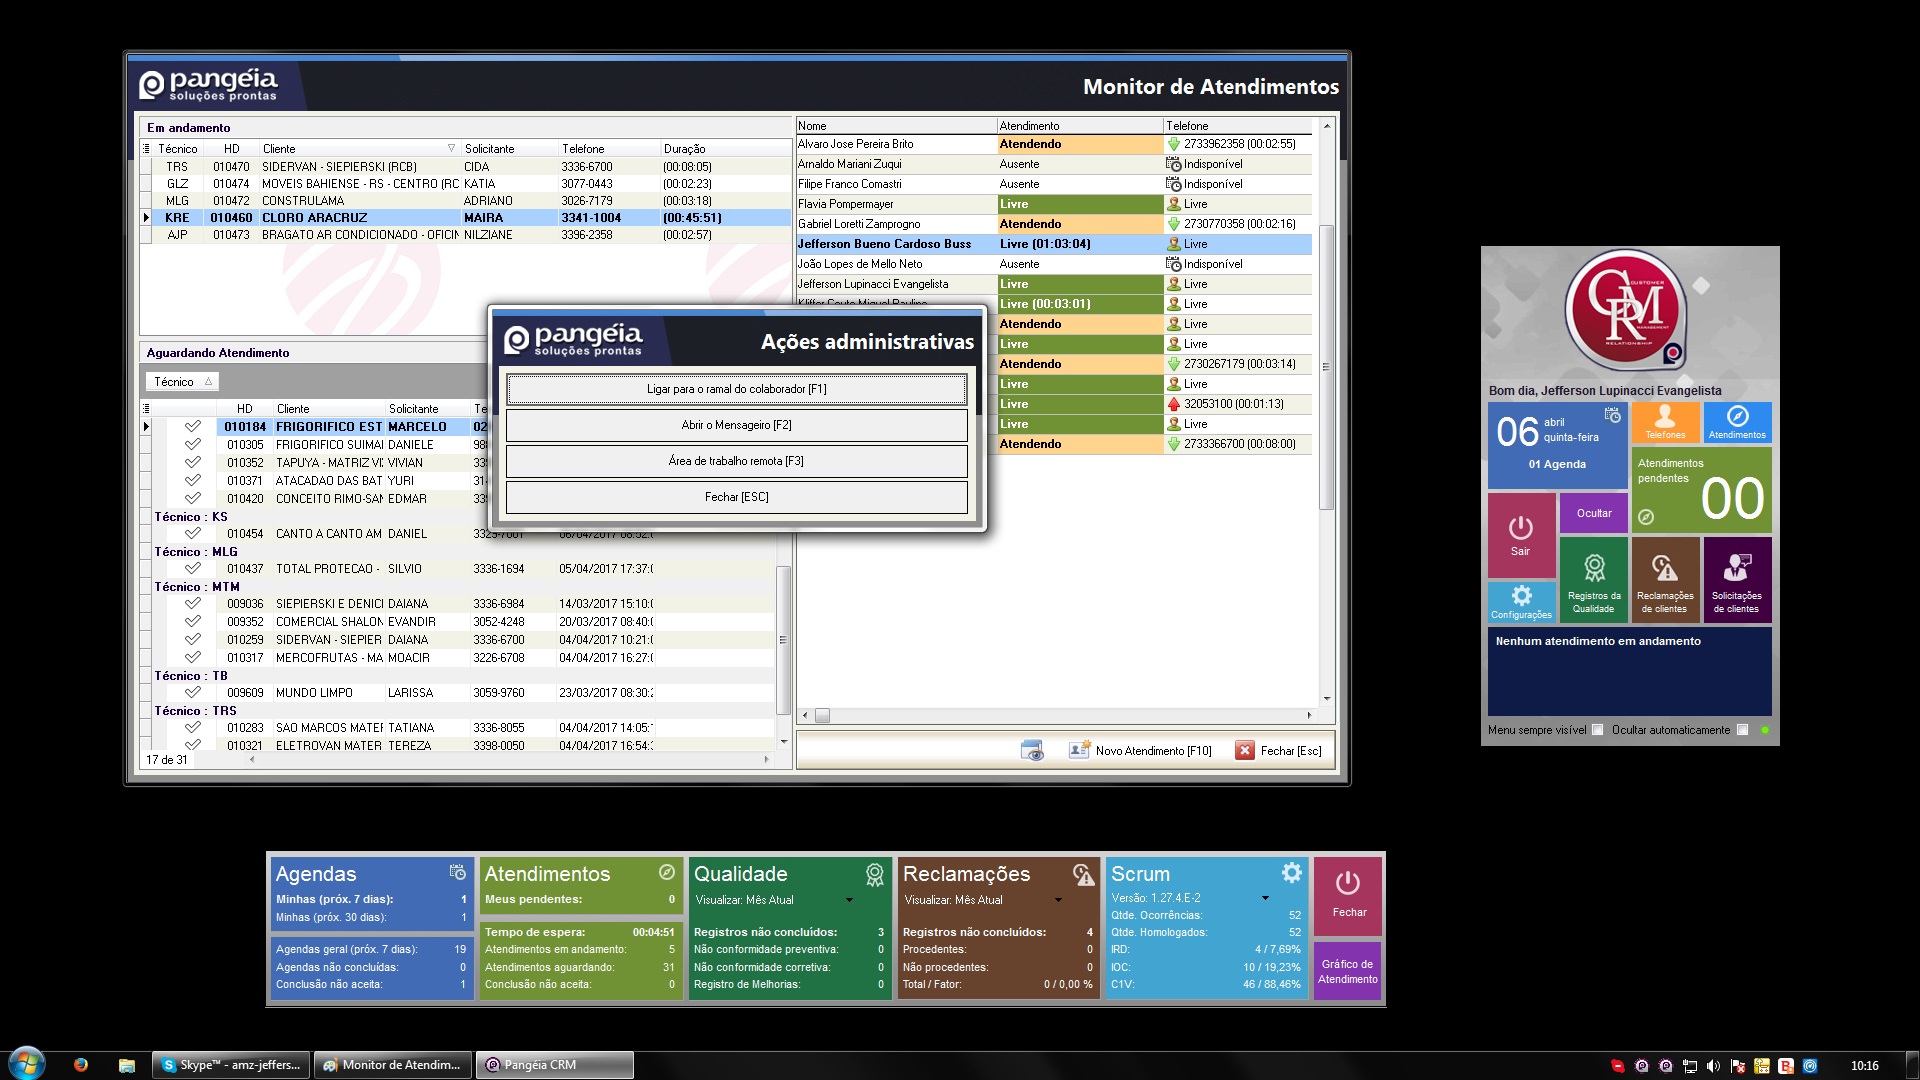 pangéia
soluções prontas
Monitor de Atendimentos
Em andamento
Técnico HD Cliente Solicitante Telefone Duração
TRS 010470 SIDERVAN - SIEPIERSKI (RCB) CIDA 3336-6700 (00:08:05)
GLZ 010474 MOVEIS BAHIENSE - RS - CENTRO (RC KATIA 3077-0443 (00:02:23)
MLG 010472 CONSTRULAMA ADRIANO 3026-7179 (00:03:18)
KRE 010460 CLORO ARACRUZ MAIRA 3341-1004 (00:45:51)
AJP 010473 BRAGATO AR CONDICIONADO - OFICIN NILZIANE 3396-2358 (00:02:57)
Nome Atendimento Telefone
Alvaro Jose Pereira Brito Atendendo 2733962358 (00:02:55)
Arnaldo Mariani Zuqui Ausente Indisponível
Filipe Franco Comastri Ausente Indisponível
Flavia Pompermayer Livre Livre
Gabriel Loretti Zamprogno Atendendo 2730770358 (00:02:16)
Jefferson Bueno Cardoso Buss Livre (01:03:04) Livre
João Lopes de Mello Neto Ausente Indisponível
Jefferson Lupinacci Evangelista Livre Livre
Livre (00:03:01) Livre
Atendendo Livre
Livre Livre
Atendendo 2730267179 (00:03:14)
Livre Livre
Livre 32053100 (00:01:13)
Livre Livre
Atendendo 2733366700 (00:08:00)
pangéia
soluções prontas
Ações administrativas
Ligar para o ramal do colaborador [F1]
Abrir o Mensageiro [F2]
Área de trabalho remota [F3]
Fechar [ESC]
Aguardando Atendimento
Técnico
HD Cliente Solicitante Te
010184 FRIGORIFICO EST MARCELO 02
010305 FRIGORIFICO SUIMAI DANIELE 98
010352 TAPUYA - MATRIZ VI VIVIAN 33
010371 ATACADAO DAS BAT YURI 31
010420 CONCEITO RIMO-SAN EDMAR 33
Técnico : KS
010454 CANTO A CANTO AM DANIEL 3329-7001 06/04/2017 08:52:0
Técnico : MLG
010437 TOTAL PROTECAO - SILVIO 3336-1694 05/04/2017 17:37:0
Técnico : MTM
009036 SIEPIERSKI E DENICI DAIANA 3336-6984 14/03/2017 15:10:0
009352 COMERCIAL SHALON EVANDIR 3052-4248 20/03/2017 08:40:0
010259 SIDERVAN - SIEPIER DAIANA 3336-6700 04/04/2017 10:21:0
010317 MERCOFRUTAS - MA MOACIR 3226-6708 04/04/2017 16:27:0
Técnico : TB
009609 MUNDO LIMPO LARISSA 3059-9760 23/03/2017 08:30:2
Técnico : TRS
010283 SAO MARCOS MATER TATIANA 3336-8055 04/04/2017 14:05:
010321 ELETROVAN MATER TEREZA 3398-0050 04/04/2017 16:54:3
17 de 31
Novo Atendimento [F10] Fechar [Esc]
CUSTOMER
CRM
MANAGEMENT
RELATIONSHIP
Bom dia, Jefferson Lupinacci Evangelista
06 abril
quinta-feira
01 Agenda
Telefones
Atendimentos
Atendimentos
pendentes
00
Sair
Ocultar
Configurações
Registros da
Qualidade
Reclamações
de clientes
Solicitações
de clientes
Nenhum atendimento em andamento
Menu sempre visível Ocultar automaticamente
Agendas
Minhas (próx. 7 dias): 1
Minhas (próx. 30 dias): 1
Agendas geral (próx. 7 dias): 19
Agendas não concluídas: 0
Conclusão não aceita: 1
Atendimentos
Meus pendentes: 0
Tempo de espera: 00:04:51
Atendimentos em andamento: 5
Atendimentos aguardando: 31
Conclusão não aceita: 0
Qualidade
Visualizar: Mês Atual
Registros não concluídos: 3
Não conformidade preventiva: 0
Não conformidade corretiva: 0
Registro de Melhorias: 0
Reclamações
Visualizar: Mês Atual
Registros não concluídos: 4
Procedentes: 0
Não procedentes: 0
Total / Fator: 0 / 0,00 %
Scrum
Versão: 1.27.4.E-2
Qtde. Ocorrências: 52
Qtde. Homologados: 52
IRD: 4 / 7,69%
IOC: 10 / 19,23%
C1V: 46 / 88,46%
Fechar
Gráfico de
Atendimento
Skype™ - amz-jeffers...
Monitor de Atendim...
Pangéia CRM
10:16